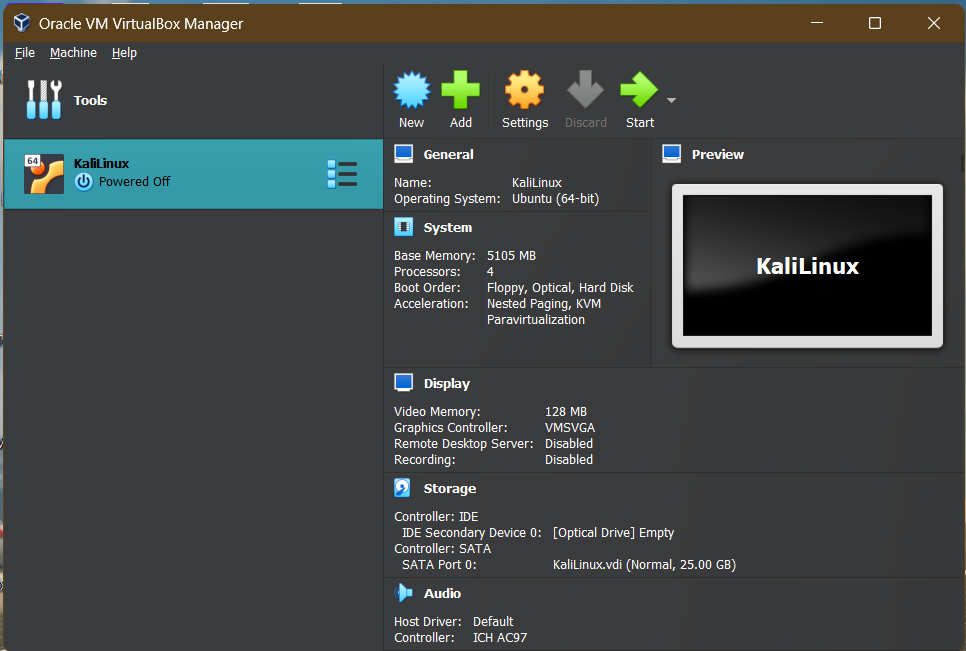 Oracle VM VirtualBox Manager
File Machine Help
Tools
New Add Settings Discard Start
64
KaliLinux
Powered Off
General
Name: KaliLinux
Operating System: Ubuntu (64-bit)
Preview
KaliLinux
System
Base Memory: 5105 MB
Processors: 4
Boot Order: Floppy, Optical, Hard Disk
Acceleration: Nested Paging, KVM
Paravirtualization
Display
Video Memory: 128 MB
Graphics Controller: VMSVGA
Remote Desktop Server: Disabled
Recording: Disabled
Storage
Controller: IDE
IDE Secondary Device 0: [Optical Drive] Empty
Controller: SATA
SATA Port 0: KaliLinux.vdi (Normal, 25.00 GB)
Audio
Host Driver: Default
Controller: ICH AC97